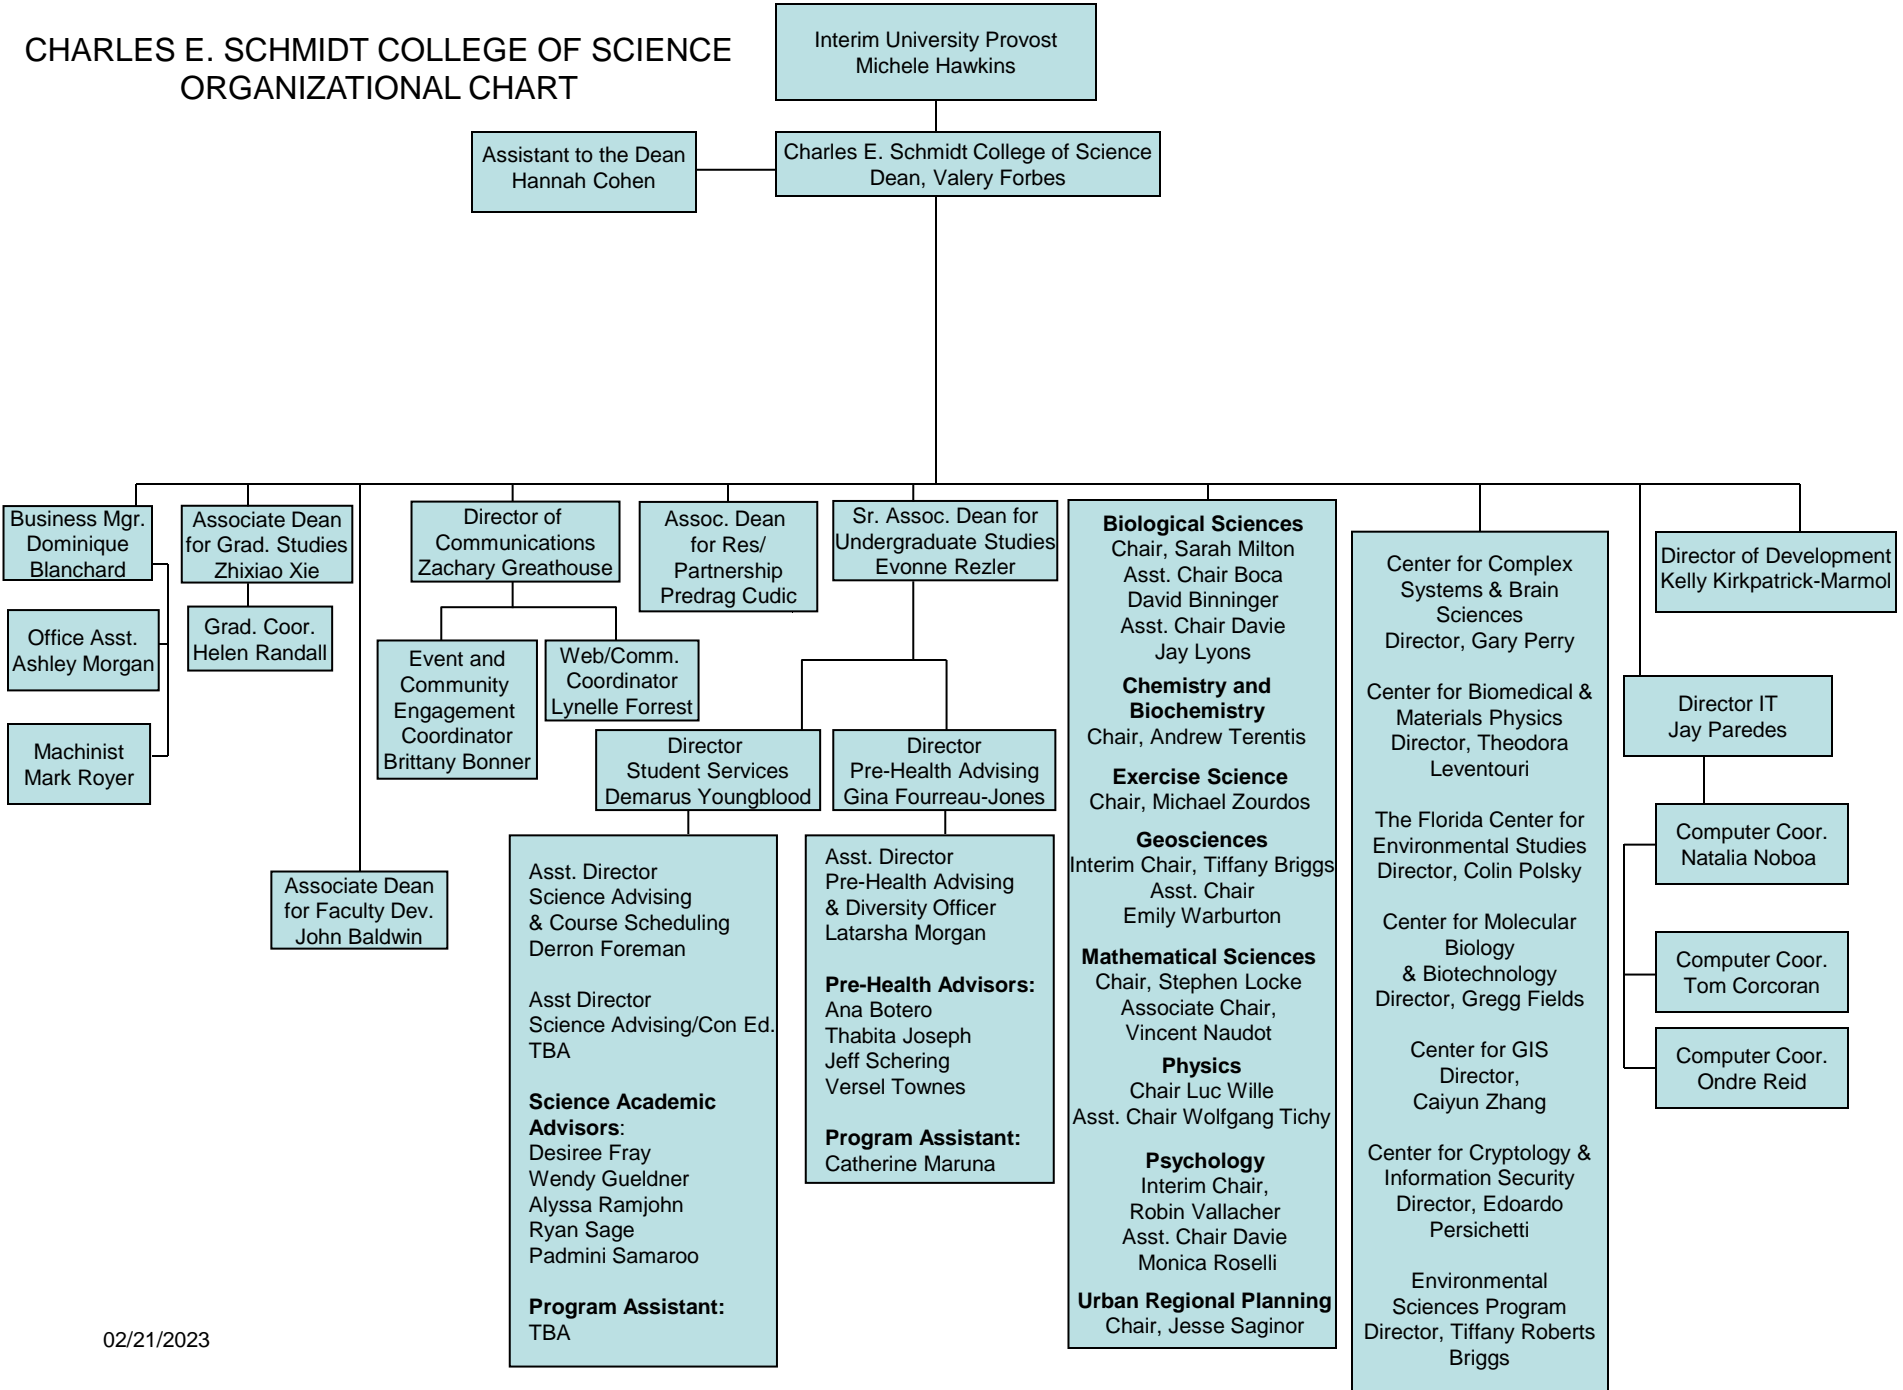 CHARLES E. SCHMIDT COLLEGE OF SCIENCE
ORGANIZATIONAL CHART
Interim University Provost
Michele Hawkins
Assistant to the Dean
Hannah Cohen
Charles E. Schmidt College of Science
Dean, Valery Forbes
Business Mgr.
Dominique
Blanchard
Office Asst.
Ashley Morgan
Machinist
Mark Royer
Associate Dean
for Grad. Studies
Zhixiao Xie
Grad. Coor.
Helen Randall
Associate Dean
for Faculty Dev.
John Baldwin
Director of
Communications
Zachary Greathouse
Event and
Community
Engagement
Coordinator
Brittany Bonner
Web/Comm.
Coordinator
Lynelle Forrest
Assoc. Dean
for Res/
Partnership
Predrag Cudic
Sr. Assoc. Dean for
Undergraduate Studies
Evonne Rezler
Director
Student Services
Demarus Youngblood
Asst. Director
Science Advising
& Course Scheduling
Derron Foreman
Asst Director
Science Advising/Con Ed.
TBA
Science Academic
Advisors:
Desiree Fray
Wendy Gueldner
Alyssa Ramjohn
Ryan Sage
Padmini Samaroo
Program Assistant:
TBA
Director
Pre-Health Advising
Gina Fourreau-Jones
Asst. Director
Pre-Health Advising
& Diversity Officer
Latarsha Morgan
Pre-Health Advisors:
Ana Botero
Thabita Joseph
Jeff Schering
Versel Townes
Program Assistant:
Catherine Maruna
Biological Sciences
Chair, Sarah Milton
Asst. Chair Boca
David Binninger
Asst. Chair Davie
Jay Lyons
Chemistry and
Biochemistry
Chair, Andrew Terentis
Exercise Science
Chair, Michael Zourdos
Geosciences
Interim Chair, Tiffany Briggs
Asst. Chair
Emily Warburton
Mathematical Sciences
Chair, Stephen Locke
Associate Chair,
Vincent Naudot
Physics
Chair Luc Wille
Asst. Chair Wolfgang Tichy
Psychology
Interim Chair,
Robin Vallacher
Asst. Chair Davie
Monica Roselli
Urban Regional Planning
Chair, Jesse Saginor
Center for Complex
Systems & Brain
Sciences
Director, Gary Perry
Center for Biomedical &
Materials Physics
Director, Theodora
Leventouri
The Florida Center for
Environmental Studies
Director, Colin Polsky
Center for Molecular
Biology
& Biotechnology
Director, Gregg Fields
Center for GIS
Director,
Caiyun Zhang
Center for Cryptology &
Information Security
Director, Edoardo
Persichetti
Environmental
Sciences Program
Director, Tiffany Roberts
Briggs
Director of Development
Kelly Kirkpatrick-Marmol
Director IT
Jay Paredes
Computer Coor.
Natalia Noboa
Computer Coor.
Tom Corcoran
Computer Coor.
Ondre Reid
02/21/2023